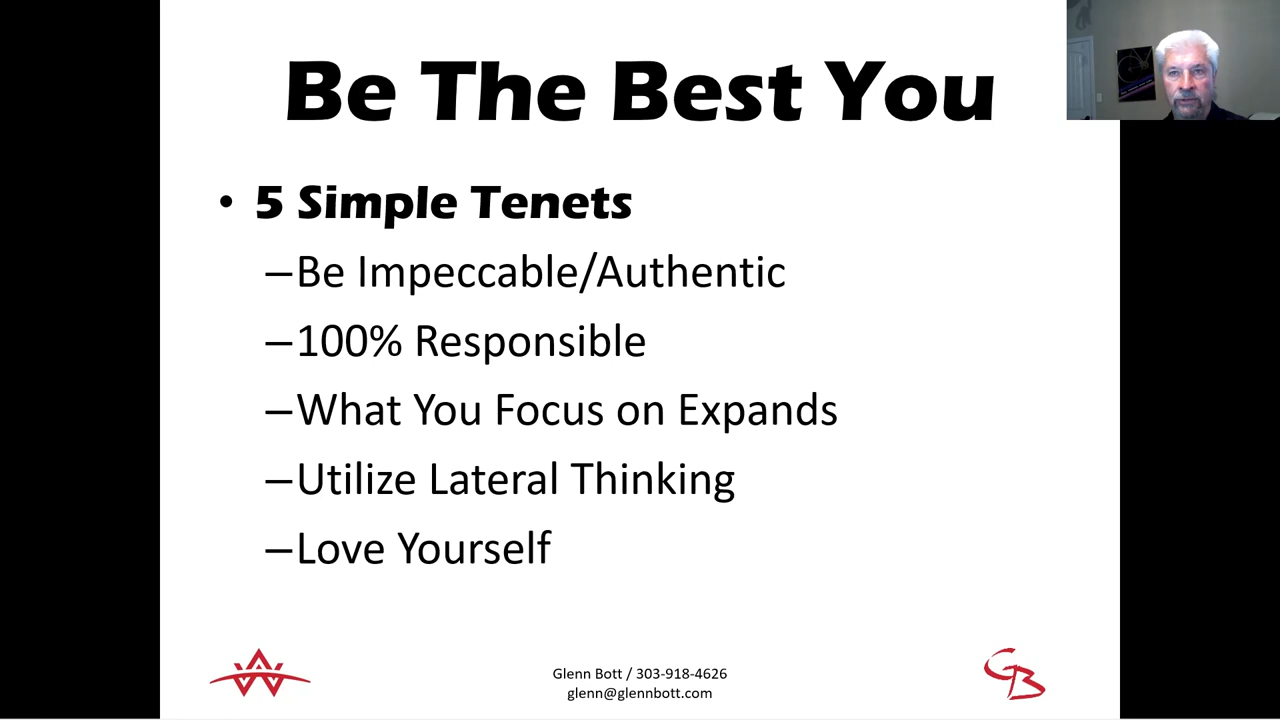 Be The Best You
• 5 Simple Tenets
–Be Impeccable/Authentic
–100% Responsible
–What You Focus on Expands
–Utilize Lateral Thinking
–Love Yourself
Glenn Bott / 303-918-4626
glenn@glennbott.com
GB